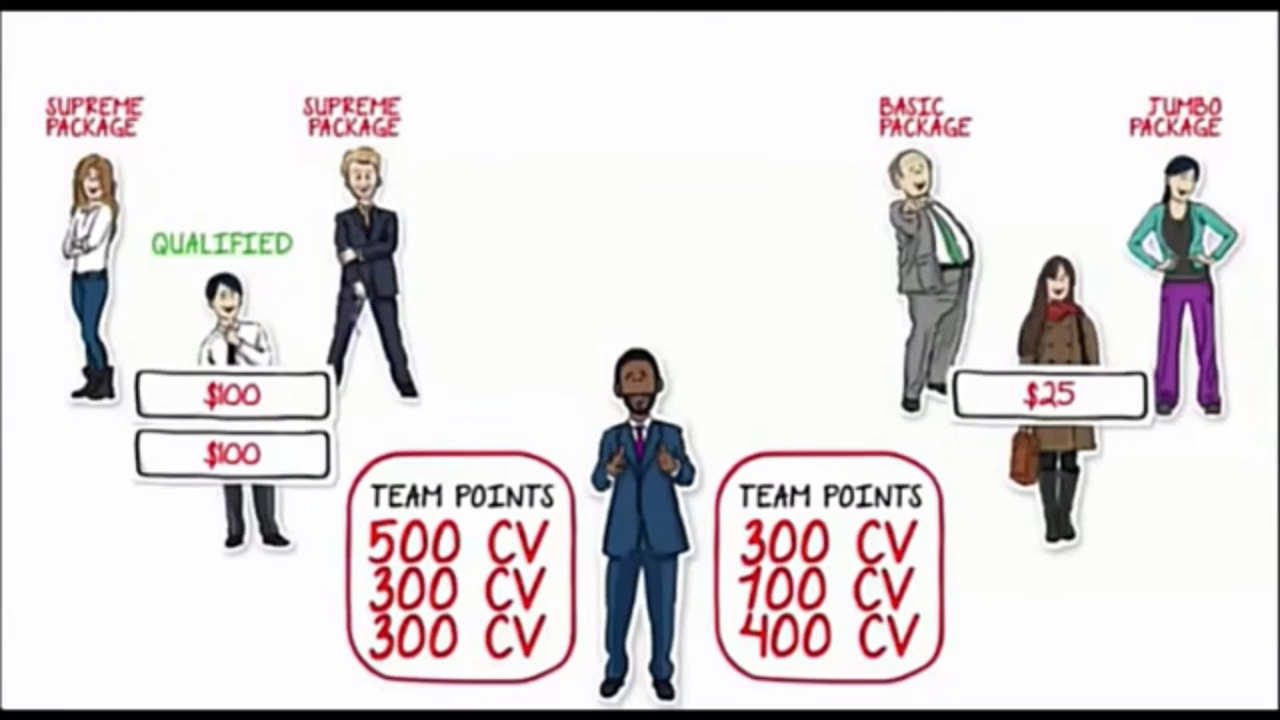 SUPREME
PACKAGE
SUPREME
PACKAGE
BASIC
PACKAGE
JUMBO
PACKAGE
QUALIFIED
$100
$100
$25
TEAM POINTS
500 CV
300 CV
300 CV
TEAM POINTS
300 CV
100 CV
400 CV